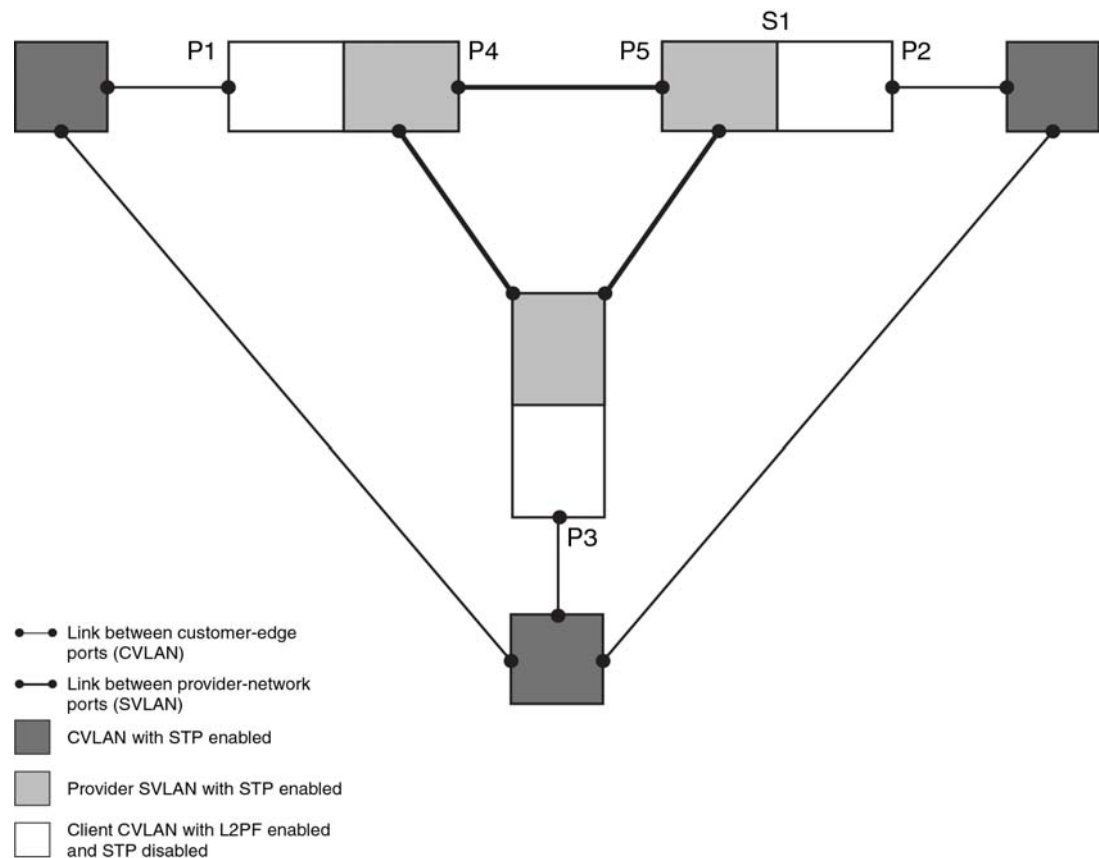 S1
P1
P4
P5
P2
P3
Link between customer-edge
ports (CVLAN)
Link between provider-network
ports (SVLAN)
CVLAN with STP enabled
Provider SVLAN with STP enabled
Client CVLAN with L2PF enabled
and STP disabled